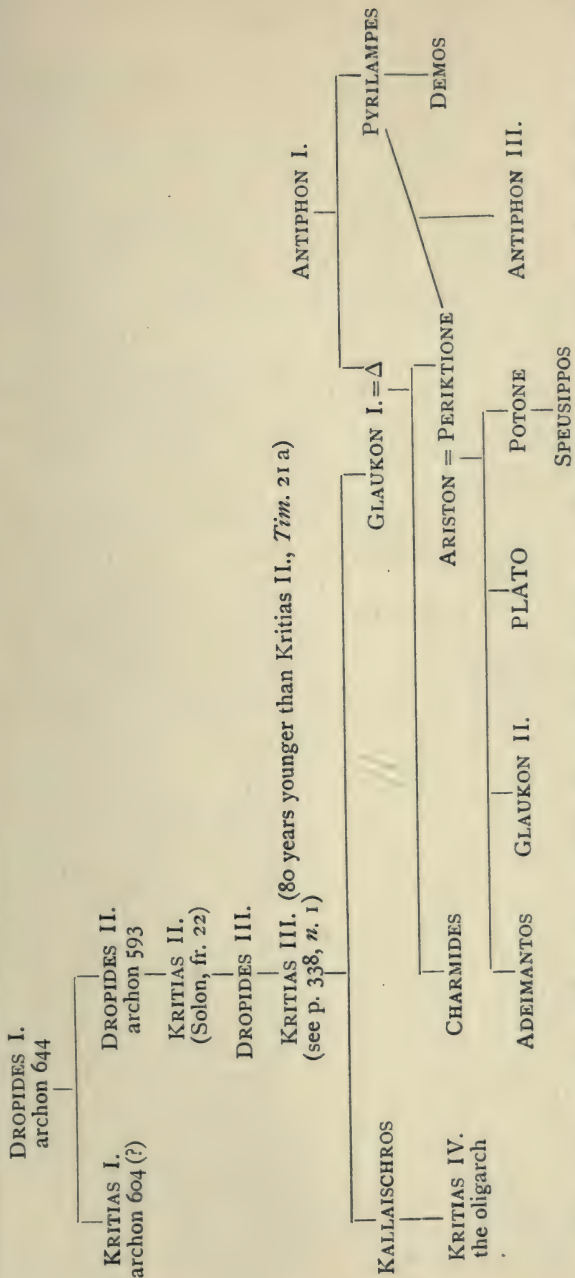 DROPIDES I.
archon 644
KRITIAS I.
archon 604 (?)
DROPIDES II.
archon 593
KRITIAS II.
(Solon, fr. 22)
DROPIDES III.
KRITIAS III. (80 years younger than Kritias II., Tim. 21 a)
(see p. 338, n. 1)
ANTIPHON I.
KALLAISCHROS
GLAUKON I. = Δ
PYRILAMPES
KRITIAS IV.
the oligarch
CHARMIDES
ARISTON = PERIKTIONE
DEMOS
ADEIMANTOS
GLAUKON II.
PLATO
POTONE
ANTIPHON III.
SPEUSIPPOS